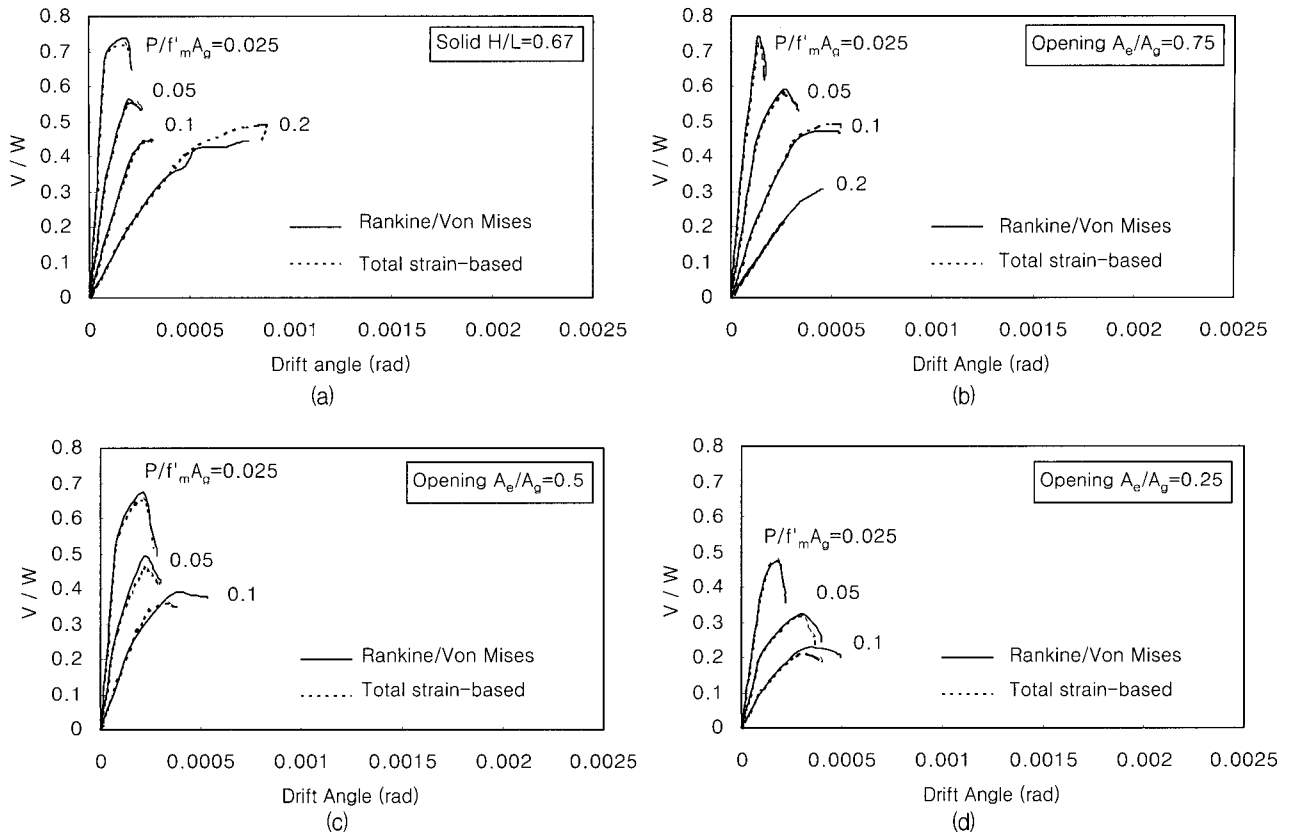 0.8
0.7
0.6
0.5
0.4
0.3
0.2
0.1
0
V / W
P/f'mAg=0.025
0.05
0.1
0.2
Solid H/L=0.67
Rankine/Von Mises
Total strain-based
0 0.0005 0.001 0.0015 0.002 0.0025
Drift angle (rad)
(a)
0.8
0.7
0.6
0.5
0.4
0.3
0.2
0.1
0
V / W
P/f'mAg=0.025
0.05
0.1
0.2
Opening Ae/Ag=0.75
Rankine/Von Mises
Total strain-based
0 0.0005 0.001 0.0015 0.002 0.0025
Drift Angle (rad)
(b)
0.8
0.7
0.6
0.5
0.4
0.3
0.2
0.1
0
V / W
P/f'mAg=0.025
0.05
0.1
Opening Ae/Ag=0.5
Rankine/Von Mises
Total strain-based
0 0.0005 0.001 0.0015 0.002 0.0025
Drift Angle (rad)
(c)
0.8
0.7
0.6
0.5
0.4
0.3
0.2
0.1
0
V / W
P/f'mAg=0.025
0.05
0.1
Opening Ae/Ag=0.25
Rankine/Von Mises
Total strain-based
0 0.0005 0.001 0.0015 0.002 0.0025
Drift Angle (rad)
(d)